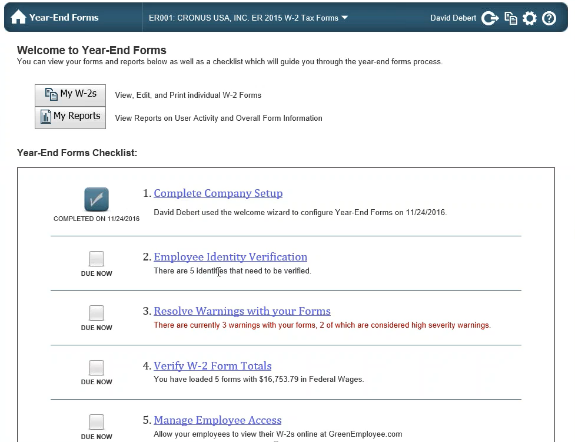 Year-End Forms
ER001: CRONUS USA, INC. ER 2015 W-2 Tax Forms
David Debert
Welcome to Year-End Forms
You can view your forms and reports below as well as a checklist which will guide you through the year-end forms process.
My W-2s
View, Edit, and Print individual W-2 Forms
My Reports
View Reports on User Activity and Overall Form Information
Year-End Forms Checklist:
1. Complete Company Setup
COMPLETED ON 11/24/2016
David Debert used the welcome wizard to configure Year-End Forms on 11/24/2016.
2. Employee Identity Verification
There are 5 identities that need to be verified.
DUE NOW
3. Resolve Warnings with your Forms
There are currently 3 warnings with your forms, 2 of which are considered high severity warnings.
DUE NOW
4. Verify W-2 Form Totals
You have loaded 5 forms with $16,753.79 in Federal Wages.
DUE NOW
5. Manage Employee Access
Allow your employees to view their W-2s online at GreenEmployee.com
DUE NOW